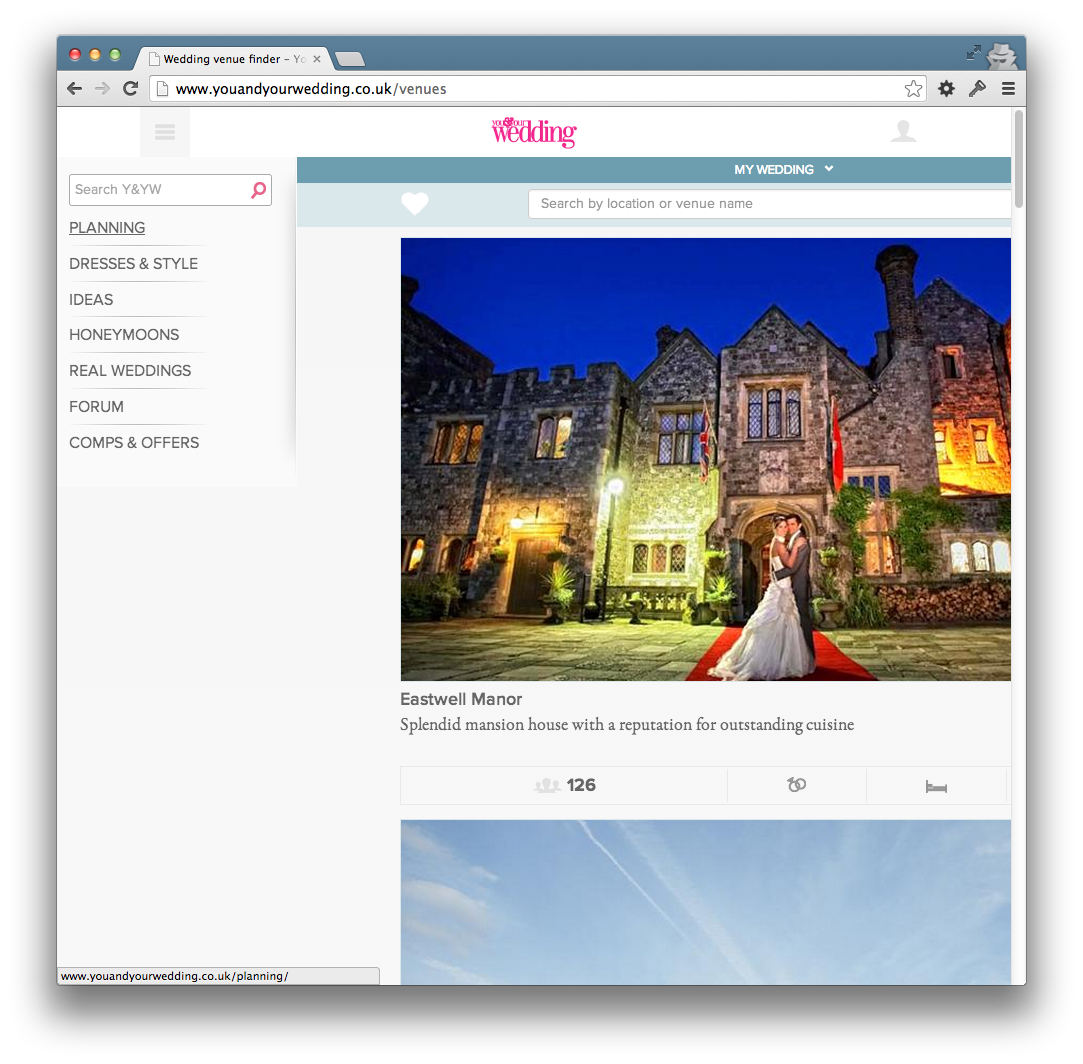 Wedding venue finder – Yo
www.youandyourwedding.co.uk/venues
you&your
wedding
Search Y&YW
PLANNING
DRESSES & STYLE
IDEAS
HONEYMOONS
REAL WEDDINGS
FORUM
COMPS & OFFERS
MY WEDDING
Search by location or venue name
Eastwell Manor
Splendid mansion house with a reputation for outstanding cuisine
126
www.youandyourwedding.co.uk/planning/